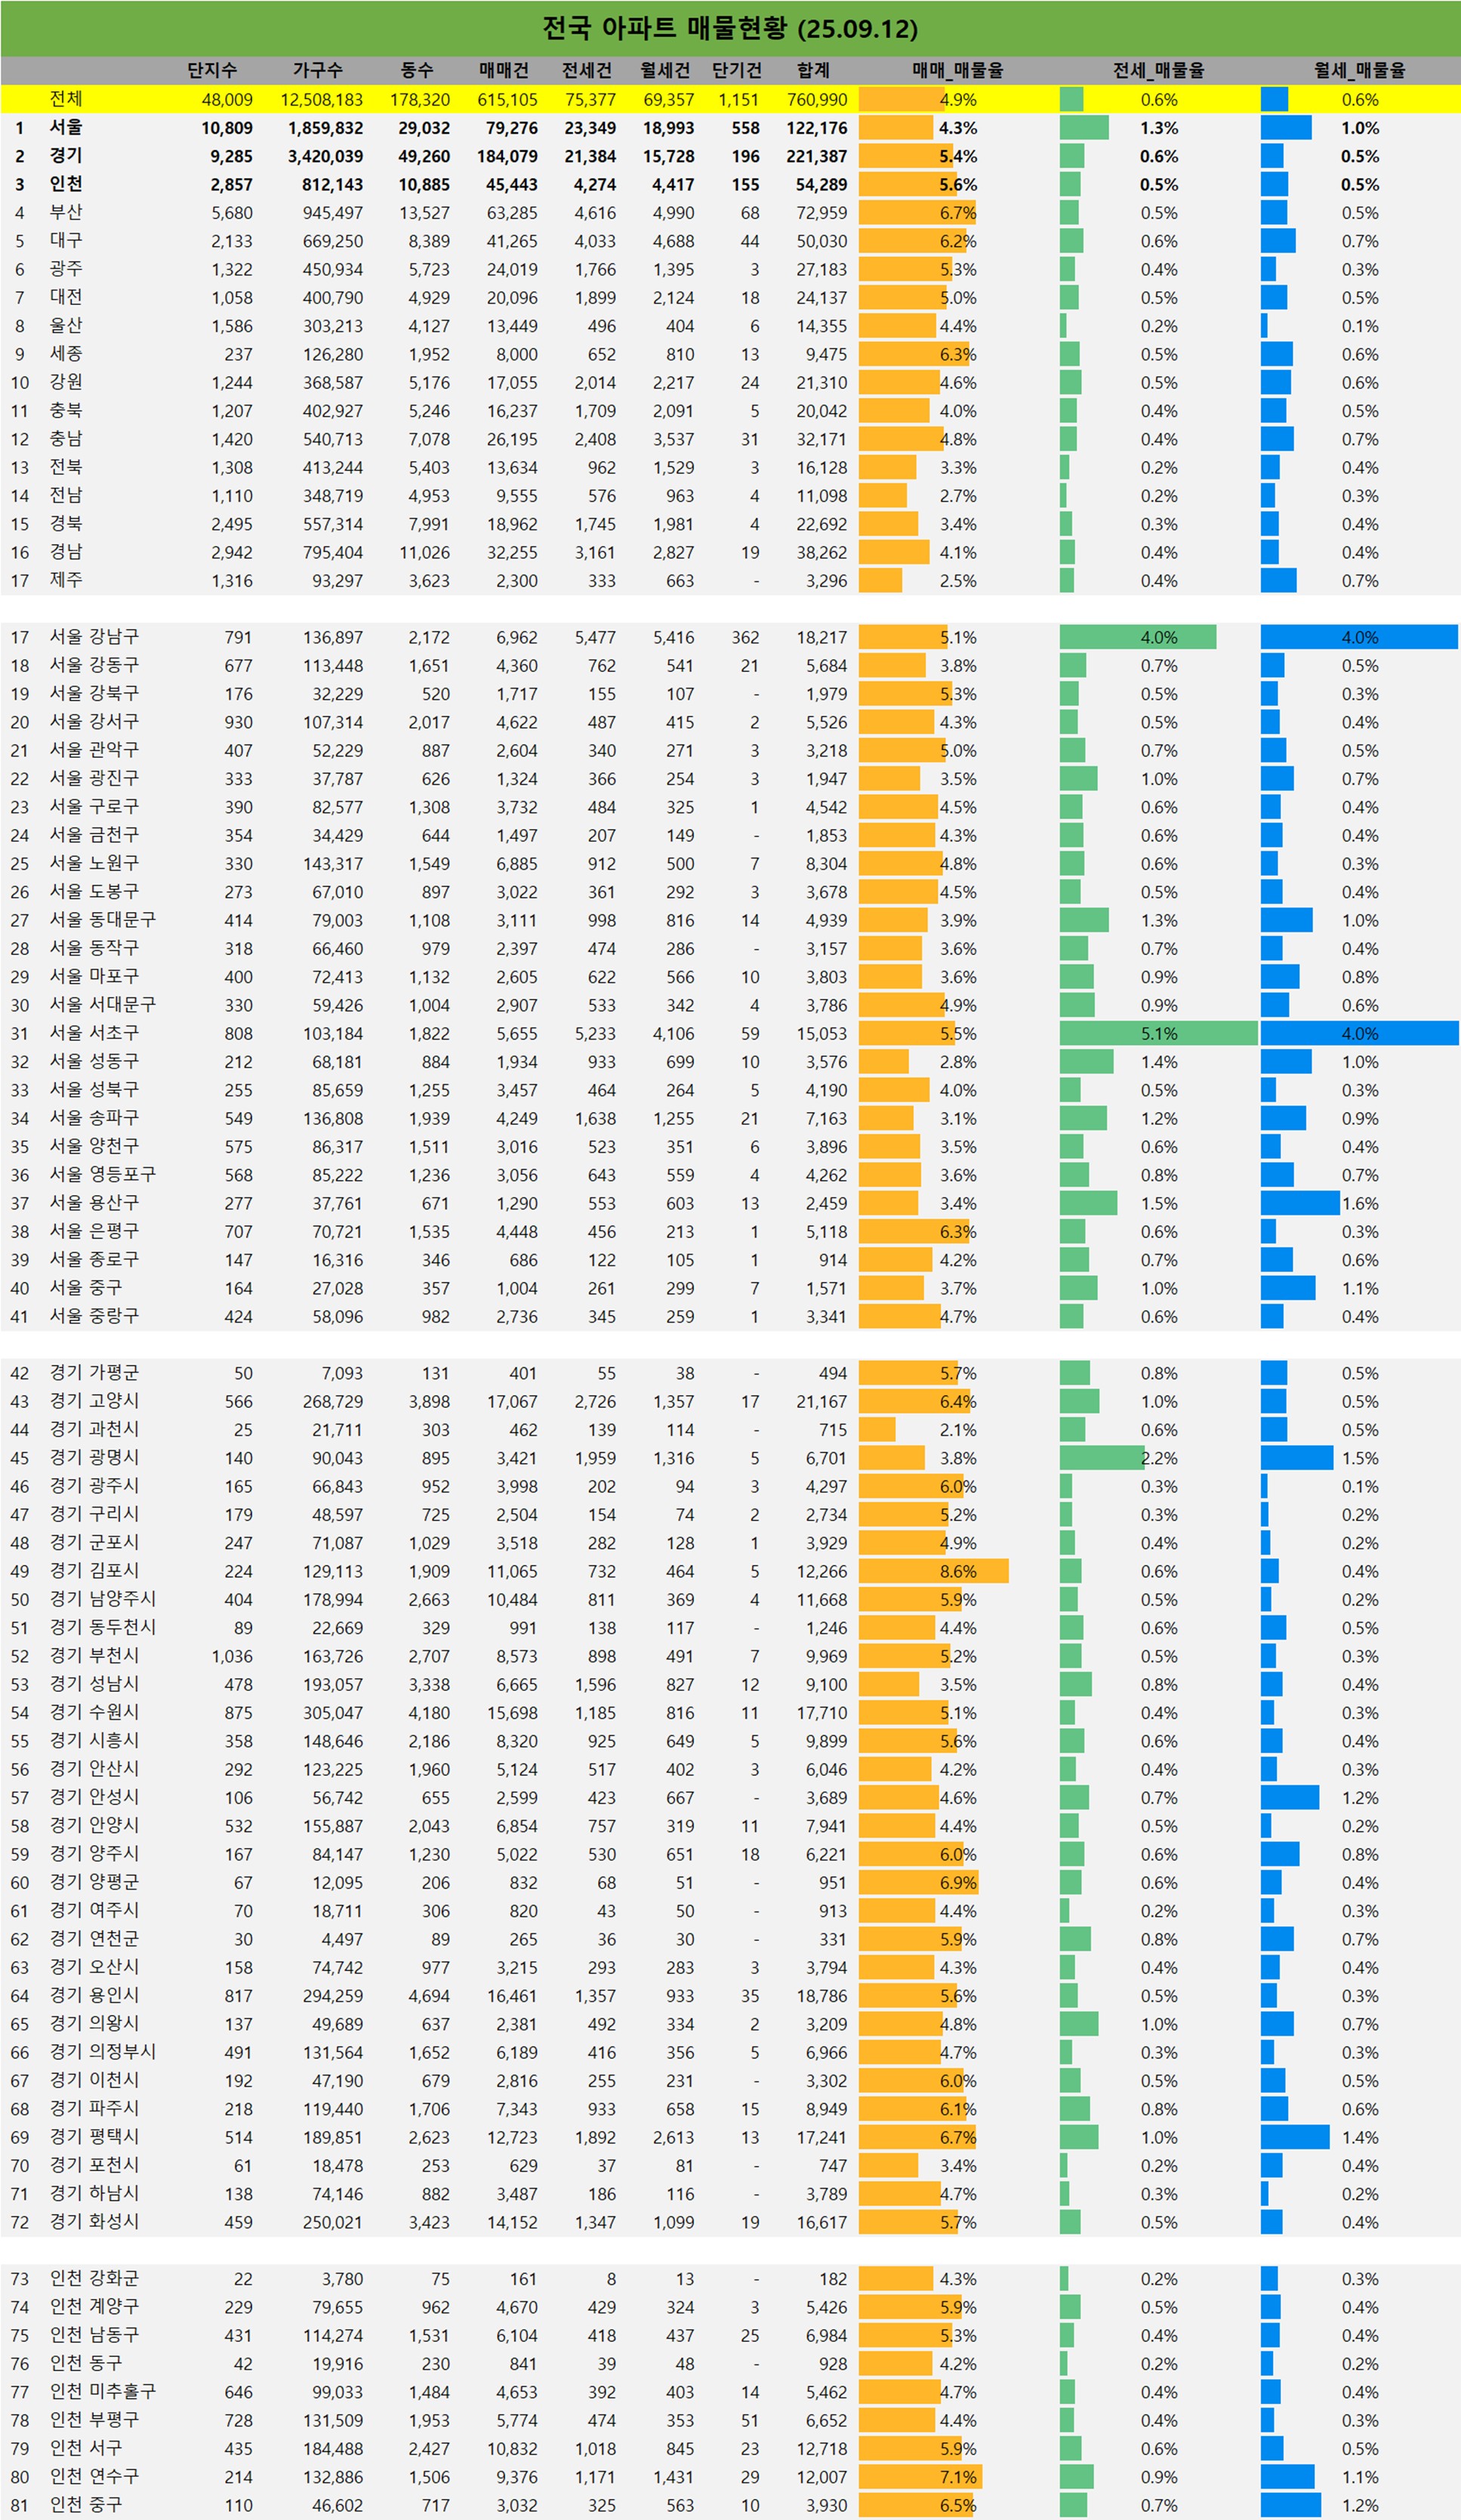 전국 아파트 매물현황 (25.09.12)
단지수 가구수 동수 매매건 전세건 월세건 단기건 합계 매매_매물율 전세_매물율 월세_매물율
전체 48,009 12,508,183 178,320 615,105 75,377 69,357 1,151 760,990 4.9% 0.6% 0.6%
1 서울 10,809 1,859,832 29,032 79,276 23,349 18,993 558 122,176 4.3% 1.3% 1.0%
2 경기 9,285 3,420,039 49,260 184,079 21,384 15,728 196 221,387 5.4% 0.6% 0.5%
3 인천 2,857 812,143 10,885 45,443 4,274 4,417 155 54,289 5.6% 0.5% 0.5%
4 부산 5,680 945,497 13,527 63,285 4,616 4,990 68 72,959 6.7% 0.5% 0.5%
5 대구 2,133 669,250 8,389 41,265 4,033 4,688 44 50,030 6.2% 0.6% 0.7%
6 광주 1,322 450,934 5,723 24,019 1,766 1,395 3 27,183 5.3% 0.4% 0.3%
7 대전 1,058 400,790 4,929 20,096 1,899 2,124 18 24,137 5.0% 0.5% 0.5%
8 울산 1,586 303,213 4,127 13,449 496 404 6 14,355 4.4% 0.2% 0.1%
9 세종 237 126,280 1,952 8,000 652 810 13 9,475 6.3% 0.5% 0.6%
10 강원 1,244 368,587 5,176 17,055 2,014 2,217 24 21,310 4.6% 0.5% 0.6%
11 충북 1,207 402,927 5,246 16,237 1,709 2,091 5 20,042 4.0% 0.4% 0.5%
12 충남 1,420 540,713 7,078 26,195 2,408 3,537 31 32,171 4.8% 0.4% 0.7%
13 전북 1,308 413,244 5,403 13,634 962 1,529 3 16,128 3.3% 0.2% 0.4%
14 전남 1,110 348,719 4,953 9,555 576 963 4 11,098 2.7% 0.2% 0.3%
15 경북 2,495 557,314 7,991 18,962 1,745 1,981 4 22,692 3.4% 0.3% 0.4%
16 경남 2,942 795,404 11,026 32,255 3,161 2,827 19 38,262 4.1% 0.4% 0.4%
17 제주 1,316 93,297 3,623 2,300 333 663 - 3,296 2.5% 0.4% 0.7%
17 서울 강남구 791 136,897 2,172 6,962 5,477 5,416 362 18,217 5.1% 4.0% 4.0%
18 서울 강동구 677 113,448 1,651 4,360 762 541 21 5,684 3.8% 0.7% 0.5%
19 서울 강북구 176 32,229 520 1,717 155 107 - 1,979 5.3% 0.5% 0.3%
20 서울 강서구 930 107,314 2,017 4,622 487 415 2 5,526 4.3% 0.5% 0.4%
21 서울 관악구 407 52,229 887 2,604 340 271 3 3,218 5.0% 0.7% 0.5%
22 서울 광진구 333 37,787 626 1,324 366 254 3 1,947 3.5% 1.0% 0.7%
23 서울 구로구 390 82,577 1,308 3,732 484 325 1 4,542 4.5% 0.6% 0.4%
24 서울 금천구 354 34,429 644 1,497 207 149 - 1,853 4.3% 0.6% 0.4%
25 서울 노원구 330 143,317 1,549 6,885 912 500 7 8,304 4.8% 0.6% 0.3%
26 서울 도봉구 273 67,010 897 3,022 361 292 3 3,678 4.5% 0.5% 0.4%
27 서울 동대문구 414 79,003 1,108 3,111 998 816 14 4,939 3.9% 1.3% 1.0%
28 서울 동작구 318 66,460 979 2,397 474 286 - 3,157 3.6% 0.7% 0.4%
29 서울 마포구 400 72,413 1,132 2,605 622 566 10 3,803 3.6% 0.9% 0.8%
30 서울 서대문구 330 59,426 1,004 2,907 533 342 4 3,786 4.9% 0.9% 0.6%
31 서울 서초구 808 103,184 1,822 5,655 5,233 4,106 59 15,053 5.5% 5.1% 4.0%
32 서울 성동구 212 68,181 884 1,934 933 699 10 3,576 2.8% 1.4% 1.0%
33 서울 성북구 255 85,659 1,255 3,457 464 264 5 4,190 4.0% 0.5% 0.3%
34 서울 송파구 549 136,808 1,939 4,249 1,638 1,255 21 7,163 3.1% 1.2% 0.9%
35 서울 양천구 575 86,317 1,511 3,016 523 351 6 3,896 3.5% 0.6% 0.4%
36 서울 영등포구 568 85,222 1,236 3,056 643 559 4 4,262 3.6% 0.8% 0.7%
37 서울 용산구 277 37,761 671 1,290 553 603 13 2,459 3.4% 1.5% 1.6%
38 서울 은평구 707 70,721 1,535 4,448 456 213 1 5,118 6.3% 0.6% 0.3%
39 서울 종로구 147 16,316 346 686 122 105 1 914 4.2% 0.7% 0.6%
40 서울 중구 164 27,028 357 1,004 261 299 7 1,571 3.7% 1.0% 1.1%
41 서울 중랑구 424 58,096 982 2,736 345 259 1 3,341 4.7% 0.6% 0.4%
42 경기 가평군 50 7,093 131 401 55 38 - 494 5.7% 0.8% 0.5%
43 경기 고양시 566 268,729 3,898 17,067 2,726 1,357 17 21,167 6.4% 1.0% 0.5%
44 경기 과천시 25 21,711 303 462 139 114 - 715 2.1% 0.6% 0.5%
45 경기 광명시 140 90,043 895 3,421 1,959 1,316 5 6,701 3.8% 2.2% 1.5%
46 경기 광주시 165 66,843 952 3,998 202 94 3 4,297 6.0% 0.3% 0.1%
47 경기 구리시 179 48,597 725 2,504 154 74 2 2,734 5.2% 0.3% 0.2%
48 경기 군포시 247 71,087 1,029 3,518 282 128 1 3,929 4.9% 0.4% 0.2%
49 경기 김포시 224 129,113 1,909 11,065 732 464 5 12,266 8.6% 0.6% 0.4%
50 경기 남양주시 404 178,994 2,663 10,484 811 369 4 11,668 5.9% 0.5% 0.2%
51 경기 동두천시 89 22,669 329 991 138 117 - 1,246 4.4% 0.6% 0.5%
52 경기 부천시 1,036 163,726 2,707 8,573 898 491 7 9,969 5.2% 0.5% 0.3%
53 경기 성남시 478 193,057 3,338 6,665 1,596 827 12 9,100 3.5% 0.8% 0.4%
54 경기 수원시 875 305,047 4,180 15,698 1,185 816 11 17,710 5.1% 0.4% 0.3%
55 경기 시흥시 358 148,646 2,186 8,320 925 649 5 9,899 5.6% 0.6% 0.4%
56 경기 안산시 292 123,225 1,960 5,124 517 402 3 6,046 4.2% 0.4% 0.3%
57 경기 안성시 106 56,742 655 2,599 423 667 - 3,689 4.6% 0.7% 1.2%
58 경기 안양시 532 155,887 2,043 6,854 757 319 11 7,941 4.4% 0.5% 0.2%
59 경기 양주시 167 84,147 1,230 5,022 530 651 18 6,221 6.0% 0.6% 0.8%
60 경기 양평군 67 12,095 206 832 68 51 - 951 6.9% 0.6% 0.4%
61 경기 여주시 70 18,711 306 820 43 50 - 913 4.4% 0.2% 0.3%
62 경기 연천군 30 4,497 89 265 36 30 - 331 5.9% 0.8% 0.7%
63 경기 오산시 158 74,742 977 3,215 293 283 3 3,794 4.3% 0.4% 0.4%
64 경기 용인시 817 294,259 4,694 16,461 1,357 933 35 18,786 5.6% 0.5% 0.3%
65 경기 의왕시 137 49,689 637 2,381 492 334 2 3,209 4.8% 1.0% 0.7%
66 경기 의정부시 491 131,564 1,652 6,189 416 356 5 6,966 4.7% 0.3% 0.3%
67 경기 이천시 192 47,190 679 2,816 255 231 - 3,302 6.0% 0.5% 0.5%
68 경기 파주시 218 119,440 1,706 7,343 933 658 15 8,949 6.1% 0.8% 0.6%
69 경기 평택시 514 189,851 2,623 12,723 1,892 2,613 13 17,241 6.7% 1.0% 1.4%
70 경기 포천시 61 18,478 253 629 37 81 - 747 3.4% 0.2% 0.4%
71 경기 하남시 138 74,146 882 3,487 186 116 - 3,789 4.7% 0.3% 0.2%
72 경기 화성시 459 250,021 3,423 14,152 1,347 1,099 19 16,617 5.7% 0.5% 0.4%
73 인천 강화군 22 3,780 75 161 8 13 - 182 4.3% 0.2% 0.3%
74 인천 계양구 229 79,655 962 4,670 429 324 3 5,426 5.9% 0.5% 0.4%
75 인천 남동구 431 114,274 1,531 6,104 418 437 25 6,984 5.3% 0.4% 0.4%
76 인천 동구 42 19,916 230 841 39 48 - 928 4.2% 0.2% 0.2%
77 인천 미추홀구 646 99,033 1,484 4,653 392 403 14 5,462 4.7% 0.4% 0.4%
78 인천 부평구 728 131,509 1,953 5,774 474 353 51 6,652 4.4% 0.4% 0.3%
79 인천 서구 435 184,488 2,427 10,832 1,018 845 23 12,718 5.9% 0.6% 0.5%
80 인천 연수구 214 132,886 1,506 9,376 1,171 1,431 29 12,007 7.1% 0.9% 1.1%
81 인천 중구 110 46,602 717 3,032 325 563 10 3,930 6.5% 0.7% 1.2%